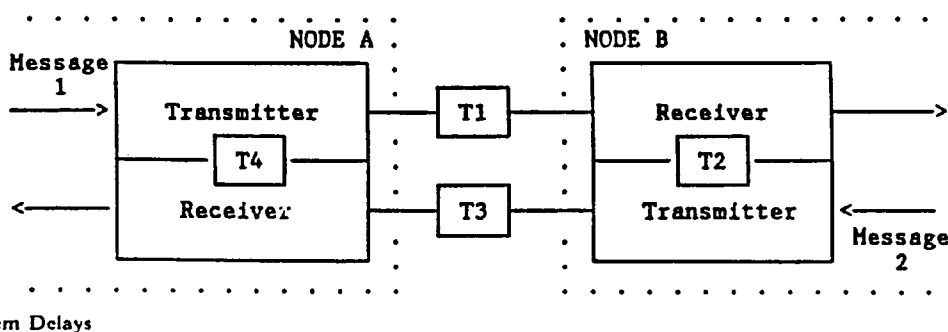 NODE A
NODE B
Message
1
Transmitter
T1
Receiver
T4
T2
Receiver
T3
Transmitter
Message
2
em Delays